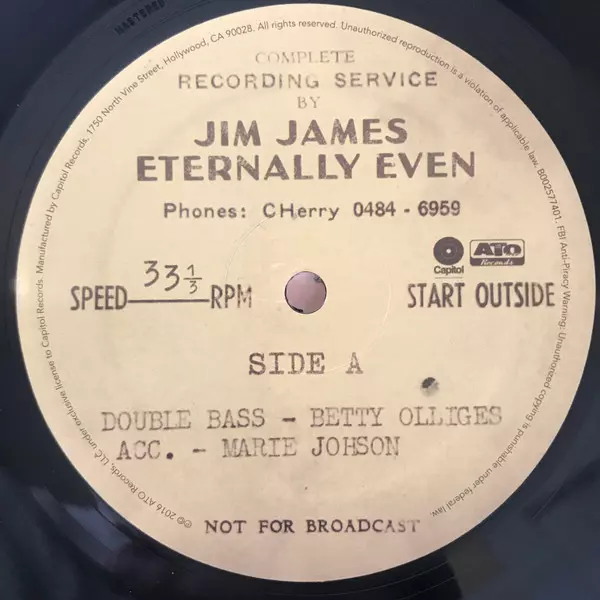 MASTERED
1750 North Vine Street, Hollywood, CA 90028. All rights reserved. Unauthorized reproduction is a violation of applicable law. B002577401. FBI Anti-Piracy Warning: Unauthorized copying is punishable under federal law.
℗© 2016 ATO Records, LLC under exclusive license to Capitol Records. Manufactured by Capitol Records.
COMPLETE
RECORDING SERVICE
BY
JIM JAMES
ETERNALLY EVEN
Phones: CHerry 0484 - 6959
Capitol
ATO
Records
SPEED 33 1/3 RPM
START OUTSIDE
SIDE A
DOUBLE BASS - BETTY OLLIGES
ACC. - MARIE JOHSON
NOT FOR BROADCAST